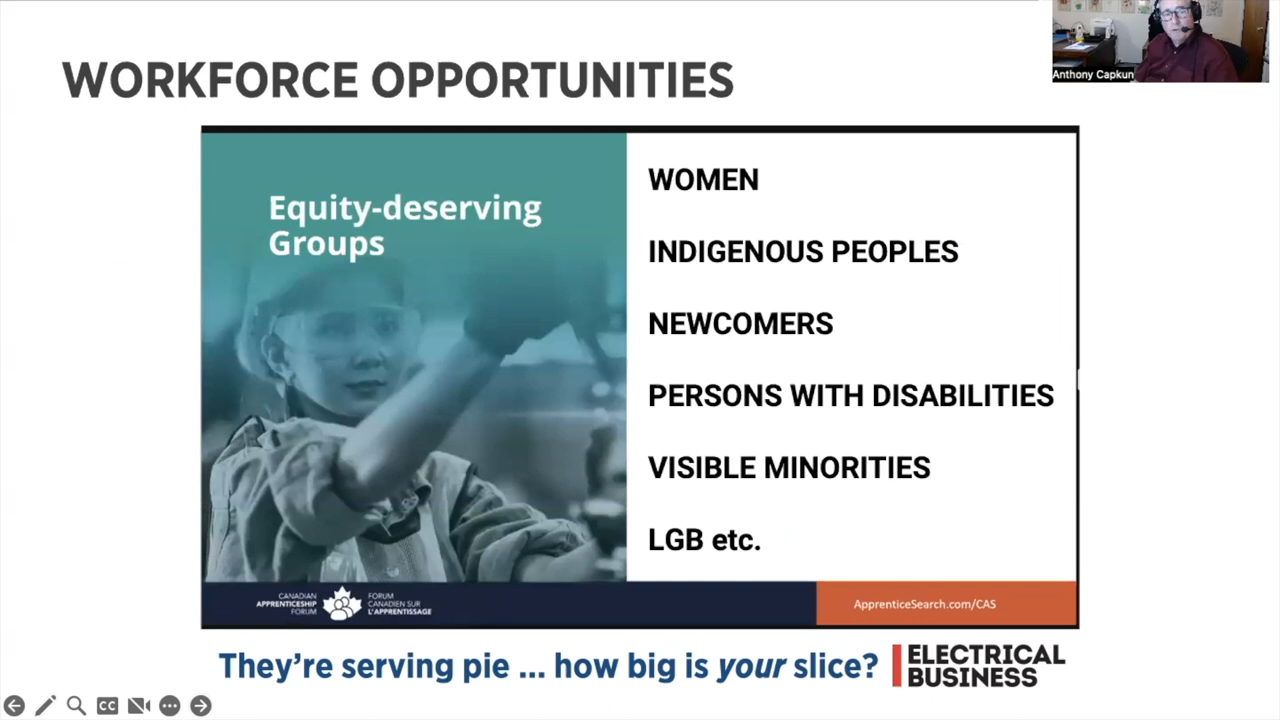 WORKFORCE OPPORTUNITIES
Anthony Capkun
Equity-deserving
Groups
WOMEN
INDIGENOUS PEOPLES
NEWCOMERS
PERSONS WITH DISABILITIES
VISIBLE MINORITIES
LGB etc.
CANADIAN
APPRENTICESHIP
FORUM
FORUM
CANADIEN SUR
L'APPRENTISSAGE
ApprenticeSearch.com/CAS
They're serving pie ... how big is your slice?
ELECTRICAL
BUSINESS
CC